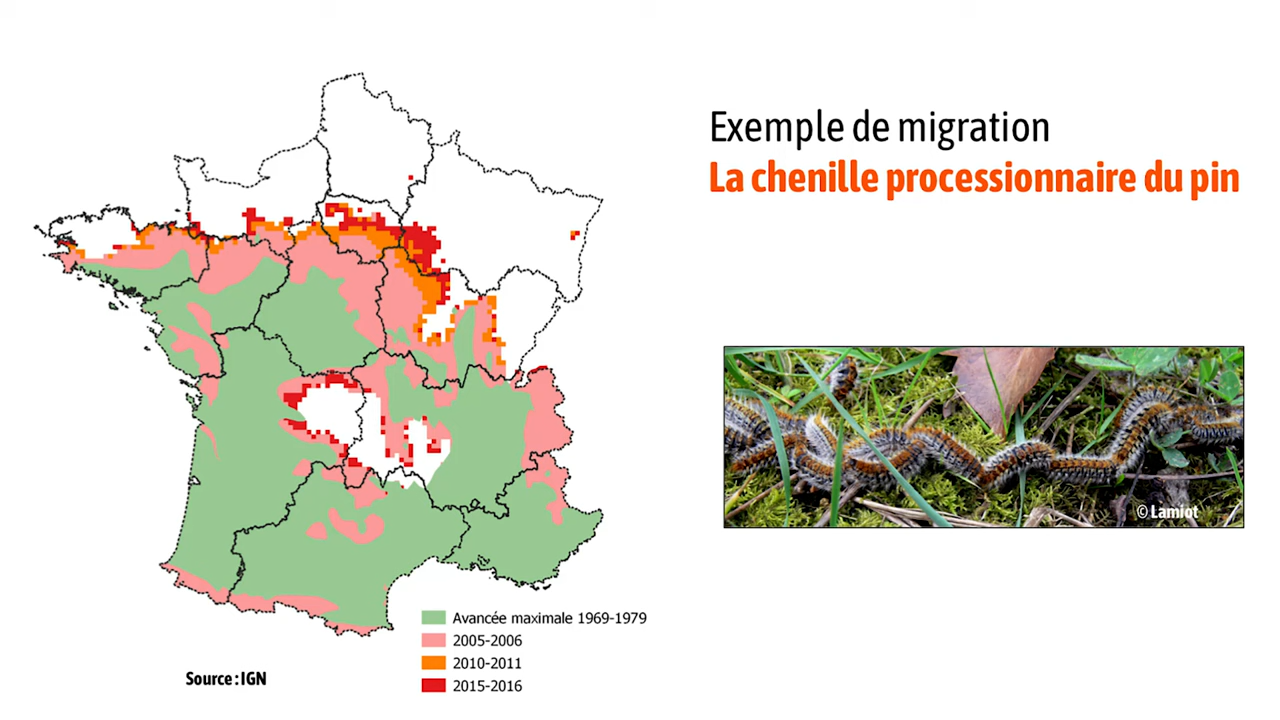 Exemple de migration
La chenille processionnaire du pin
© Lamiot
Avancée maximale 1969-1979
2005-2006
2010-2011
2015-2016
Source : IGN